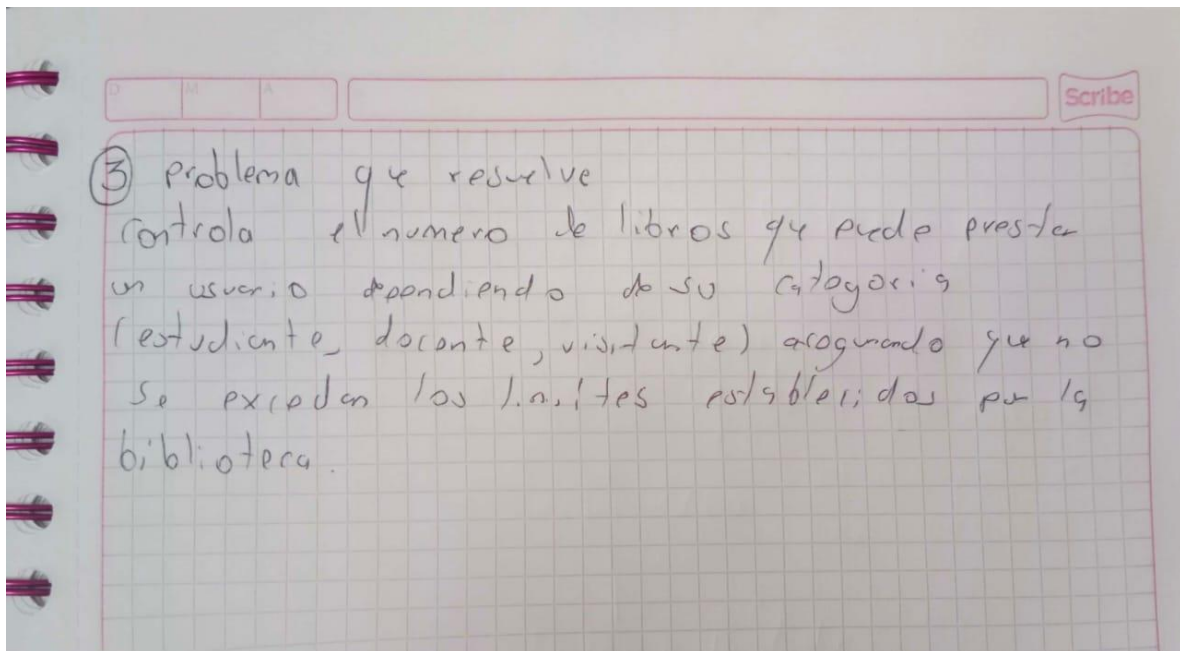 D M A
Scribe
③ problema que resuelve
controla el numero de libros que puede prestar
un usuario dependiendo de su categoria
(estudiante, docente, visitante) asegurando que no
se excedan los limites establecidos por la
biblioteca.